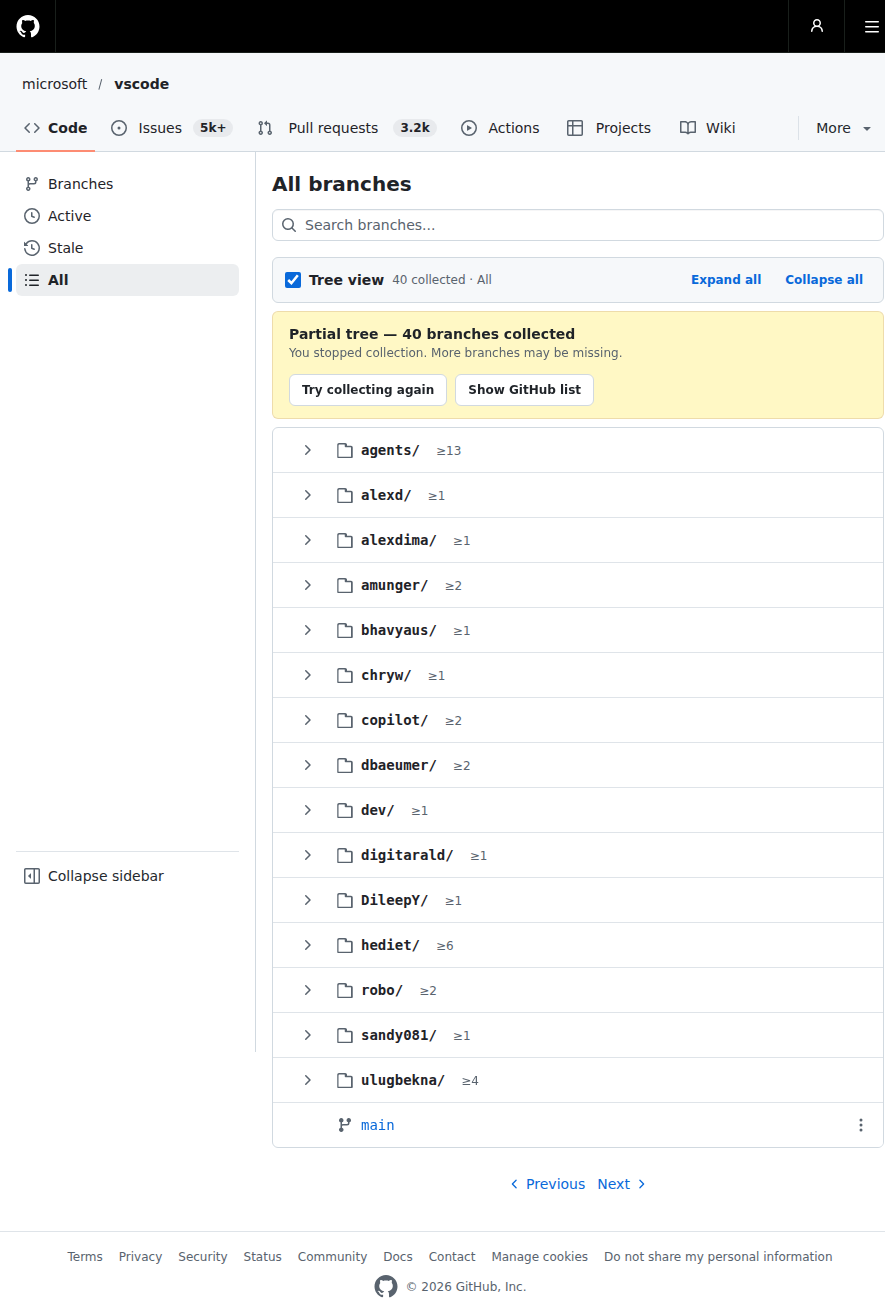 microsoft / vscode
Code Issues 5k+ Pull requests 3.2k Actions Projects Wiki More
Branches
Active
Stale
All
Collapse sidebar
All branches
Search branches...
Tree view 40 collected · All Expand all Collapse all
Partial tree — 40 branches collected
You stopped collection. More branches may be missing.
Try collecting again Show GitHub list
agents/ ≥13
alexd/ ≥1
alexdima/ ≥1
amunger/ ≥2
bhavyaus/ ≥1
chryw/ ≥1
copilot/ ≥2
dbaeumer/ ≥2
dev/ ≥1
digitarald/ ≥1
DileepY/ ≥1
hediet/ ≥6
robo/ ≥2
sandy081/ ≥1
ulugbekna/ ≥4
main
Previous Next
Terms Privacy Security Status Community Docs Contact Manage cookies Do not share my personal information
© 2026 GitHub, Inc.